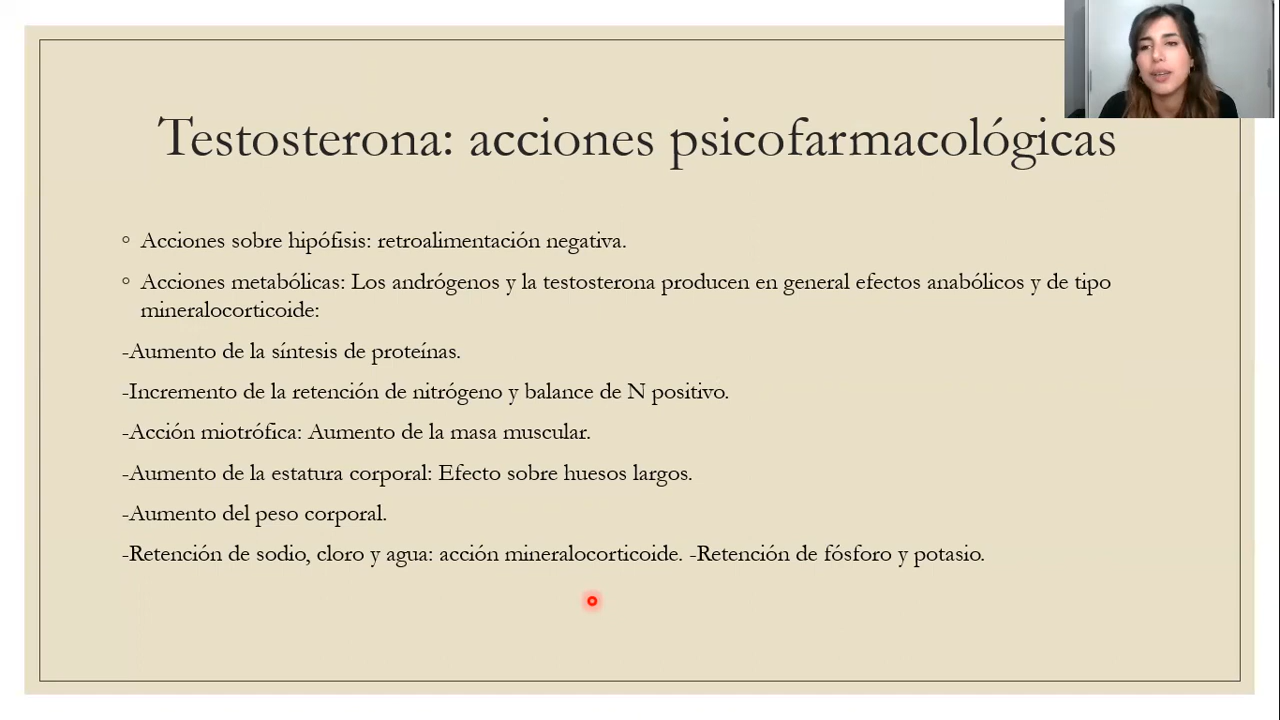 Testosterona: acciones psicofarmacológicas
◦ Acciones sobre hipófisis: retroalimentación negativa.
◦ Acciones metabólicas: Los andrógenos y la testosterona producen en general efectos anabólicos y de tipo
mineralocorticoide:
-Aumento de la síntesis de proteínas.
-Incremento de la retención de nitrógeno y balance de N positivo.
-Acción miotrófica: Aumento de la masa muscular.
-Aumento de la estatura corporal: Efecto sobre huesos largos.
-Aumento del peso corporal.
-Retención de sodio, cloro y agua: acción mineralocorticoide. -Retención de fósforo y potasio.